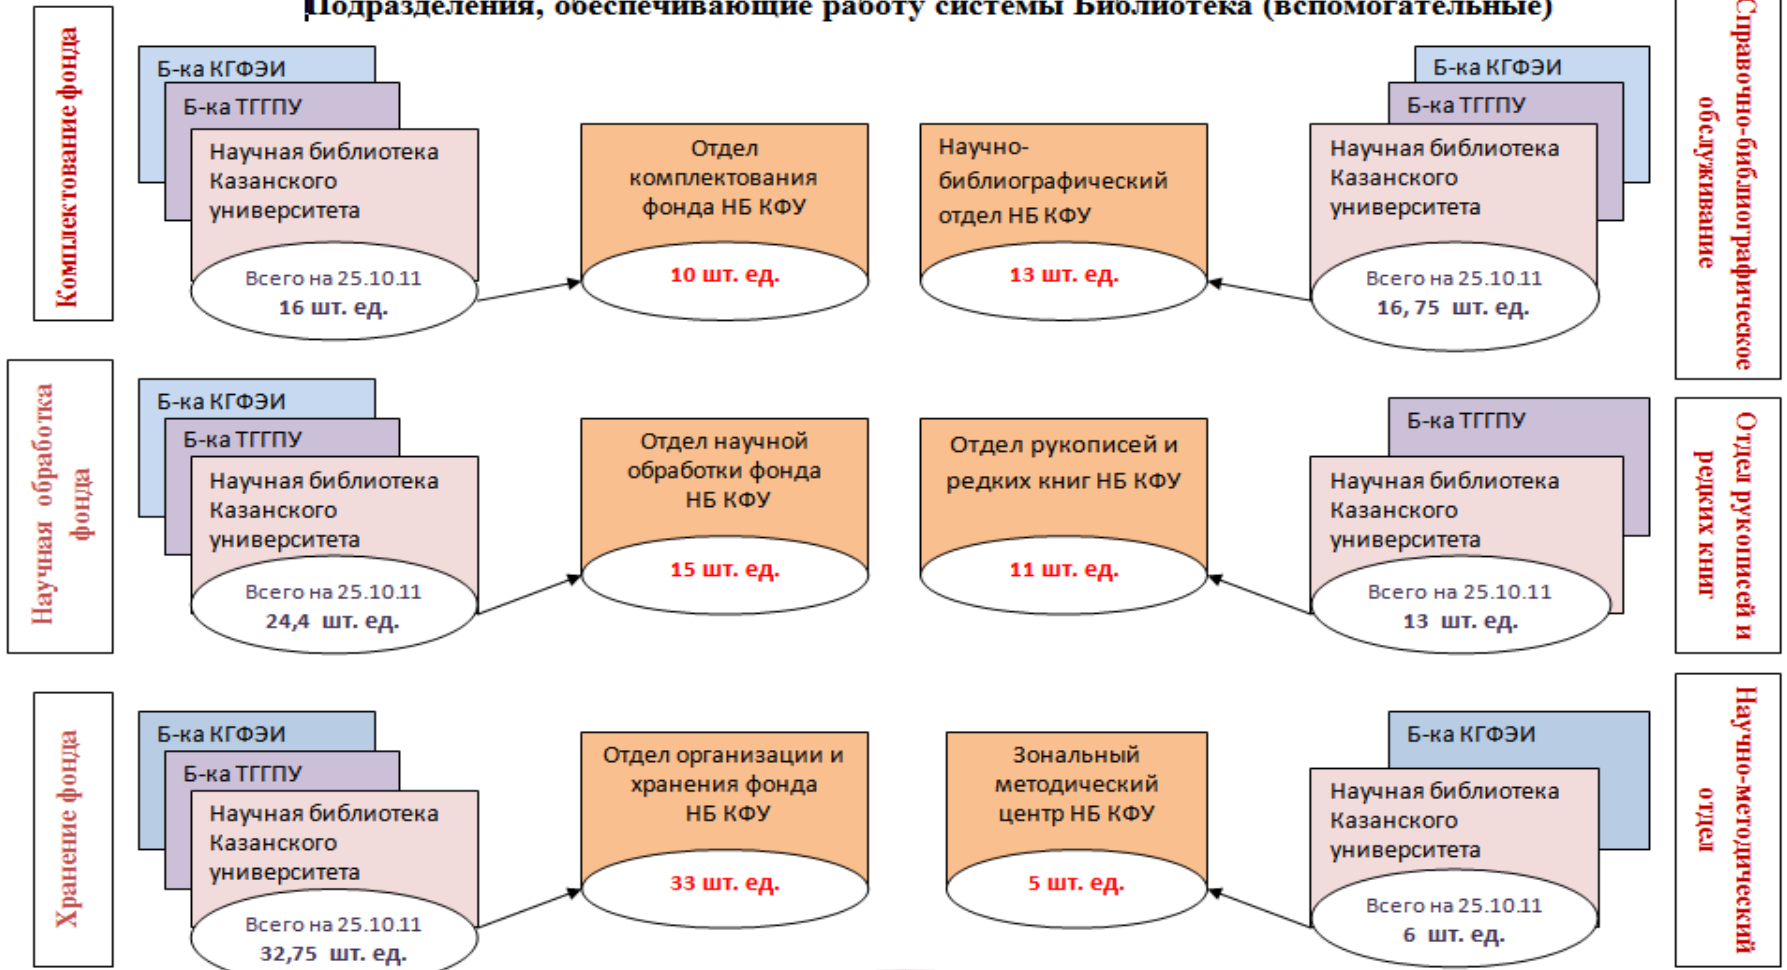 Подразделения, обеспечивающие работу системы Библиотека (вспомогательные)
Комплектование фонда
Б-ка КГФЭИ
Б-ка ТГГПУ
Научная библиотека
Казанского
университета
Всего на 25.10.11
16 шт. ед.
Отдел
комплектования
фонда НБ КФУ
10 шт. ед.
Научно-
библиографический
отдел НБ КФУ
13 шт. ед.
Б-ка КГФЭИ
Б-ка ТГГПУ
Научная библиотека
Казанского
университета
Всего на 25.10.11
16, 75 шт. ед.
Справочно-библиографическое
обслуживание
Научная обработка
фонда
Б-ка КГФЭИ
Б-ка ТГГПУ
Научная библиотека
Казанского
университета
Всего на 25.10.11
24,4 шт. ед.
Отдел научной
обработки фонда
НБ КФУ
15 шт. ед.
Отдел рукописей и
редких книг НБ КФУ
11 шт. ед.
Б-ка ТГГПУ
Научная библиотека
Казанского
университета
Всего на 25.10.11
13 шт. ед.
Отдел рукописей и
редких книг
Хранение фонда
Б-ка КГФЭИ
Б-ка ТГГПУ
Научная библиотека
Казанского
университета
Всего на 25.10.11
32,75 шт. ед.
Отдел организации и
хранения фонда
НБ КФУ
33 шт. ед.
Зональный
методический
центр НБ КФУ
5 шт. ед.
Б-ка КГФЭИ
Научная библиотека
Казанского
университета
Всего на 25.10.11
6 шт. ед.
Научно-методический
отдел